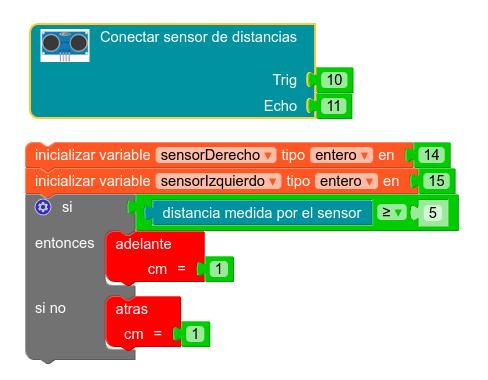 Conectar sensor de distancias
Trig 10
Echo 11
inicializar variable sensorDerecho ▾ tipo entero ▾ en 14
inicializar variable sensorIzquierdo ▾ tipo entero ▾ en 15
si distancia medida por el sensor ≥ ▾ 5
entonces adelante
cm = 1
si no atras
cm = 1